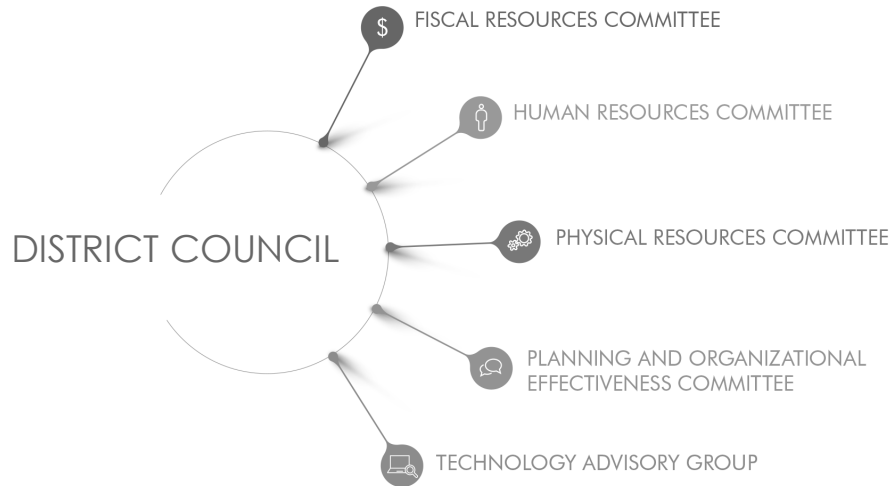 $ FISCAL RESOURCES COMMITTEE
HUMAN RESOURCES COMMITTEE
DISTRICT COUNCIL
PHYSICAL RESOURCES COMMITTEE
PLANNING AND ORGANIZATIONAL
EFFECTIVENESS COMMITTEE
TECHNOLOGY ADVISORY GROUP